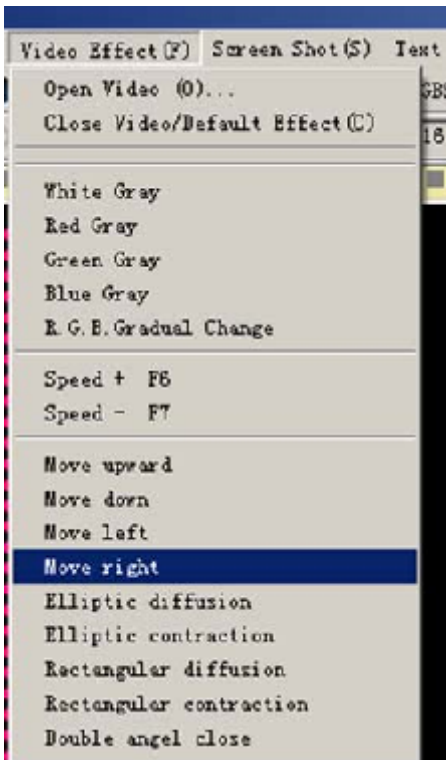 Video Effect(F) Screen Shot(S) Text
Open Video (O)...
Close Video/Default Effect(C)
16
White Gray
Red Gray
Green Gray
Blue Gray
R.G.B.Gradual Change
Speed + F6
Speed - F7
Move upward
Move down
Move left
Move right
Elliptic diffusion
Elliptic contraction
Rectangular diffusion
Rectangular contraction
Double angel close